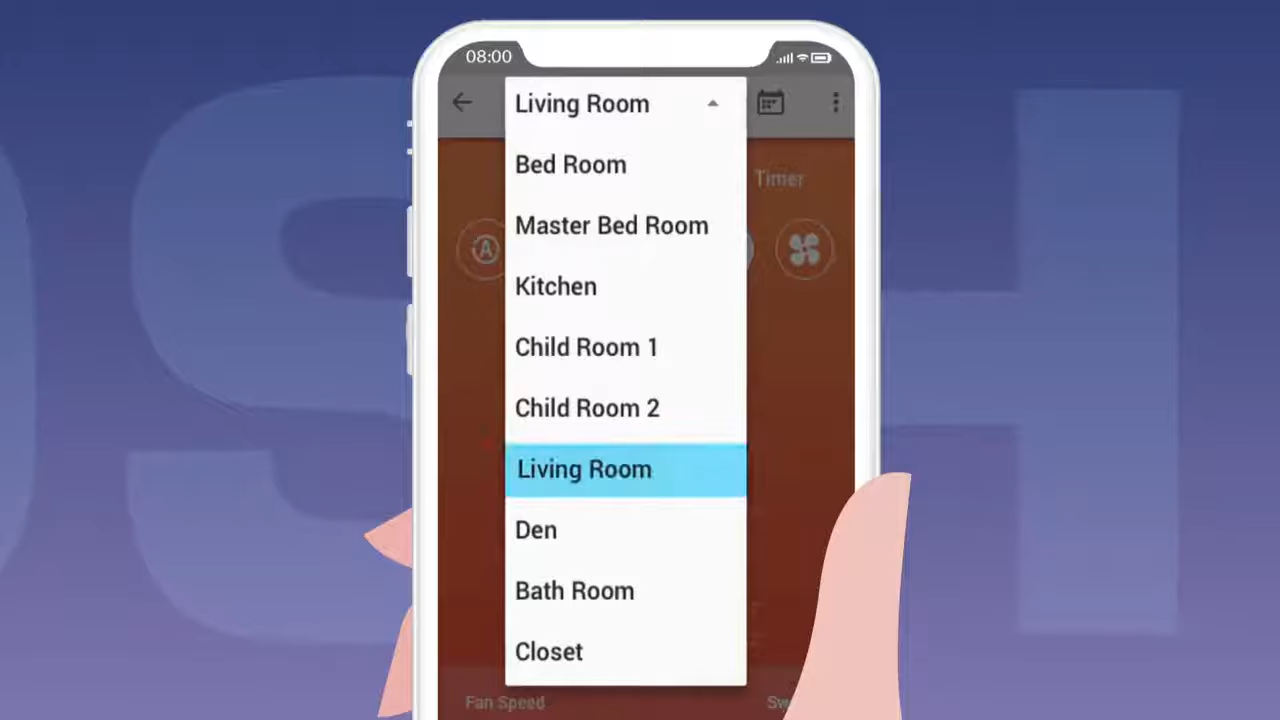 08:00
Living Room
Bed Room
Timer
Master Bed Room
A
Kitchen
Child Room 1
Child Room 2
Living Room
Den
Bath Room
Closet
Fan Speed